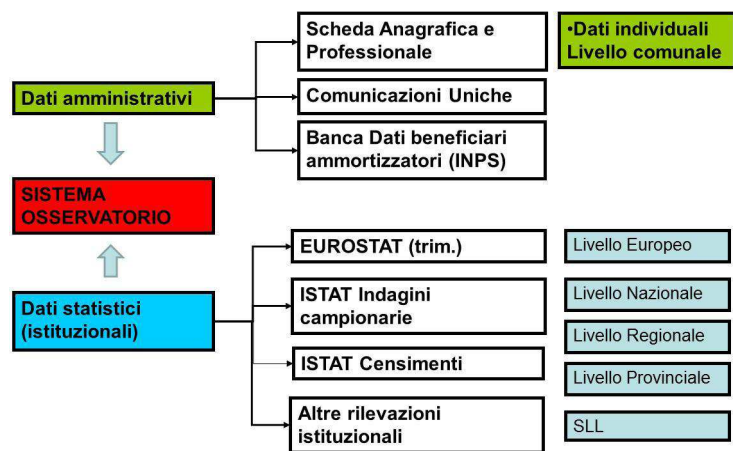 Scheda Anagrafica e
Professionale
•Dati individuali
Livello comunale
Dati amministrativi
Comunicazioni Uniche
Banca Dati beneficiari
ammortizzatori (INPS)
SISTEMA
OSSERVATORIO
EUROSTAT (trim.)
Livello Europeo
Dati statistici
(istituzionali)
ISTAT Indagini
campionarie
Livello Nazionale
Livello Regionale
ISTAT Censimenti
Livello Provinciale
Altre rilevazioni
istituzionali
SLL